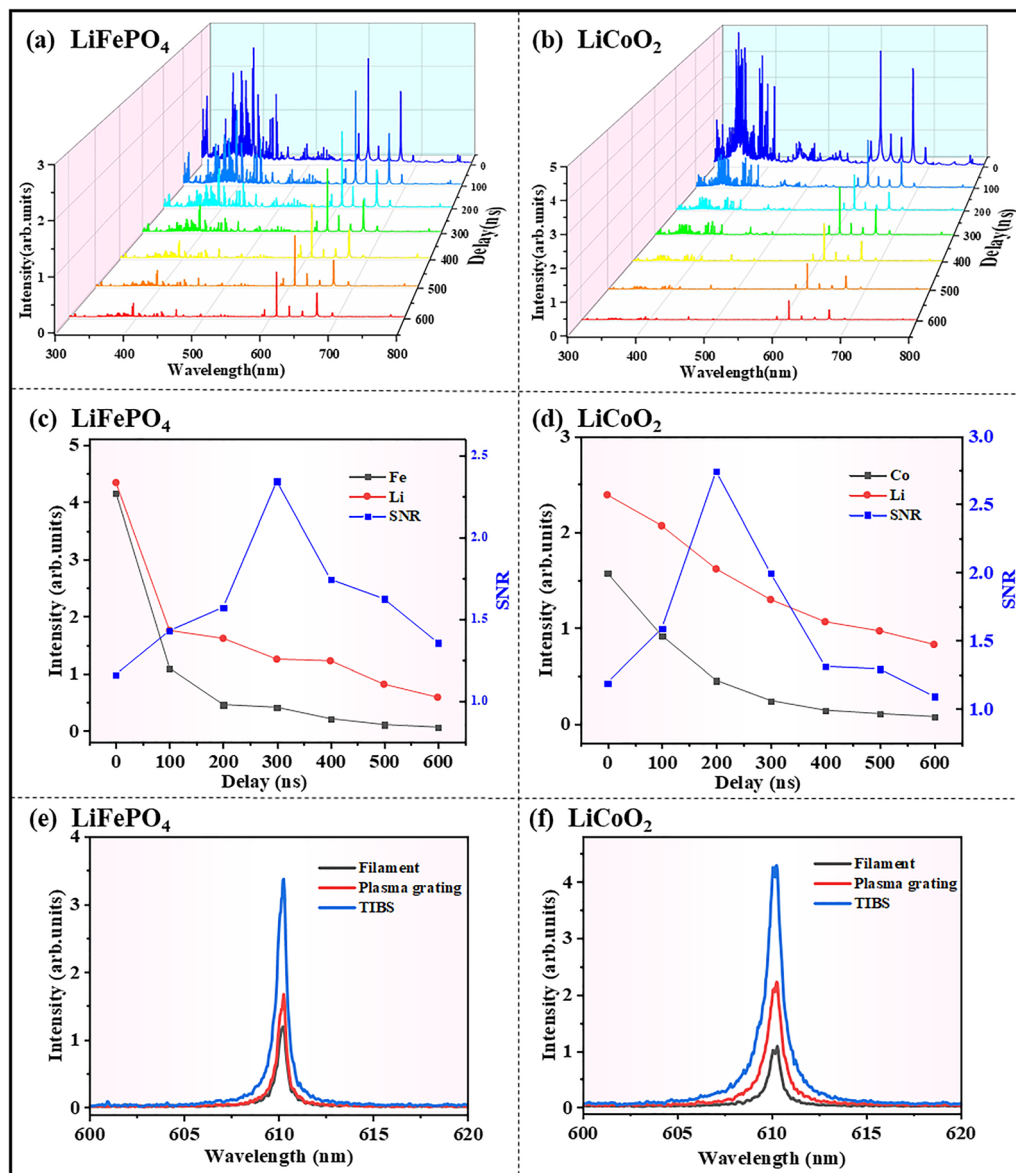 (a) LiFePO4
Intensity(arb.units)
3
2
1
0
300 400 500 600 700 800
Wavelength(nm)
0
100
200
300
400
500
600
Delay(ns)
(b) LiCoO2
Intensity(arb.units)
5
4
3
2
1
0
300 400 500 600 700 800
Wavelength(nm)
0
100
200
300
400
500
600
Delay(ns)
(c) LiFePO4
Intensity (arb.units)
5
4
3
2
1
0
Fe
Li
SNR
2.5
2.0
1.5
1.0
SNR
0 100 200 300 400 500 600
Delay (ns)
(d) LiCoO2
Intensity (arb.units)
3
2
1
0
Co
Li
SNR
3.0
2.5
2.0
1.5
1.0
SNR
0 100 200 300 400 500 600
Delay (ns)
(e) LiFePO4
Intensity (arb.units)
4
3
2
1
0
Filament
Plasma grating
TIBS
600 605 610 615 620
Wavelength (nm)
(f) LiCoO2
Intensity (arb.units)
4
3
2
1
0
Filament
Plasma grating
TIBS
600 605 610 615 620
Wavelength (nm)